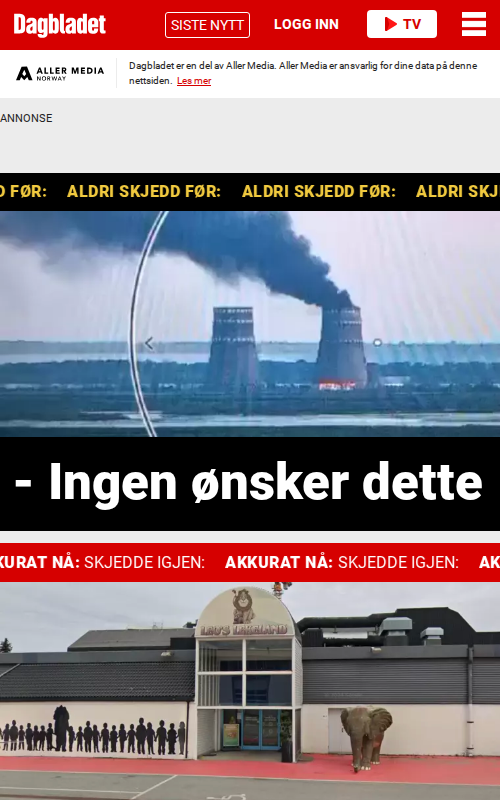 Dagbladet
SISTE NYTT
LOGG INN
TV
ALLER MEDIA
NORWAY
Dagbladet er en del av Aller Media. Aller Media er ansvarlig for dine data på denne
nettsiden. Les mer
ANNONSE
D FØR: ALDRI SKJEDD FØR: ALDRI SKJEDD FØR: ALDRI SKJ
- Ingen ønsker dette
KURAT NÅ: SKJEDDE IGJEN: AKKURAT NÅ: SKJEDDE IGJEN: AK
LEO'S LEKELAND